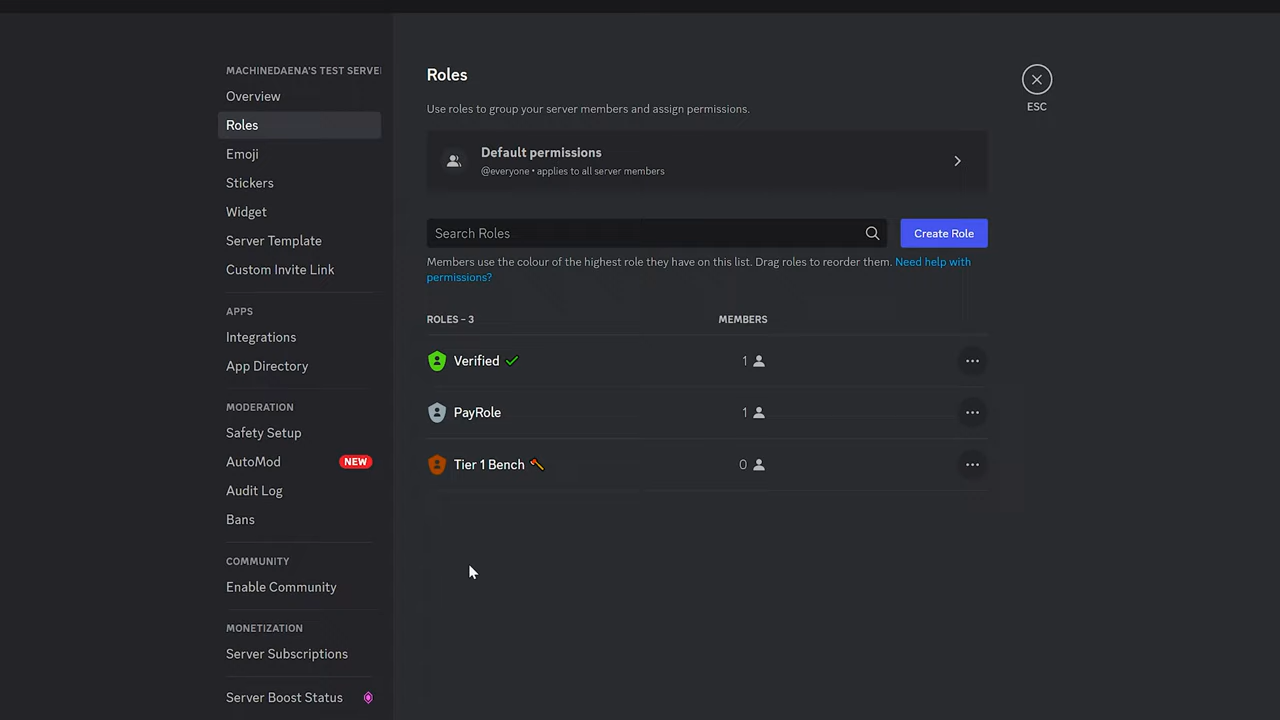 MACHINEDAENA'S TEST SERVE
Overview
Roles
Emoji
Stickers
Widget
Server Template
Custom Invite Link
APPS
Integrations
App Directory
MODERATION
Safety Setup
AutoMod NEW
Audit Log
Bans
COMMUNITY
Enable Community
MONETIZATION
Server Subscriptions
Server Boost Status
Roles
Use roles to group your server members and assign permissions.
Default permissions
@everyone • applies to all server members
Search Roles
Create Role
Members use the colour of the highest role they have on this list. Drag roles to reorder them. Need help with
permissions?
ROLES – 3 MEMBERS
Verified 1
PayRole 1
Tier 1 Bench 0
ESC